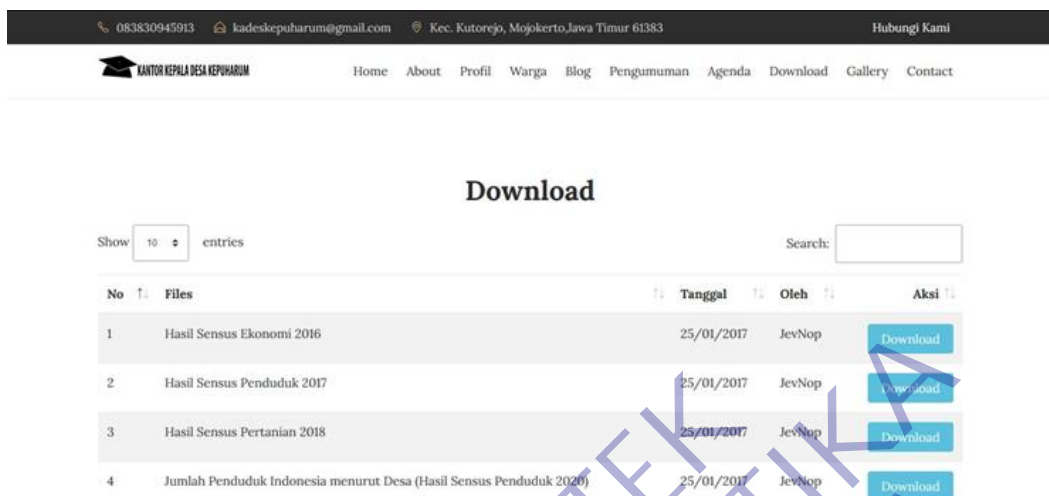 083830945913 kadeskepuharum@gmail.com Kec. Kutorejo, Mojokerto,Jawa Timur 61383 Hubungi Kami
KANTOR KEPALA DESA KEPUHARUM Home About Profil Warga Blog Pengumuman Agenda Download Gallery Contact
Download
Show 10 entries Search:
No Files Tanggal Oleh Aksi
1 Hasil Sensus Ekonomi 2016 25/01/2017 JevNop Download
2 Hasil Sensus Penduduk 2017 25/01/2017 JevNop Download
3 Hasil Sensus Pertanian 2018 25/01/2017 JevNop Download
4 Jumlah Penduduk Indonesia menurut Desa (Hasil Sensus Penduduk 2020) 25/01/2017 JevNop Download